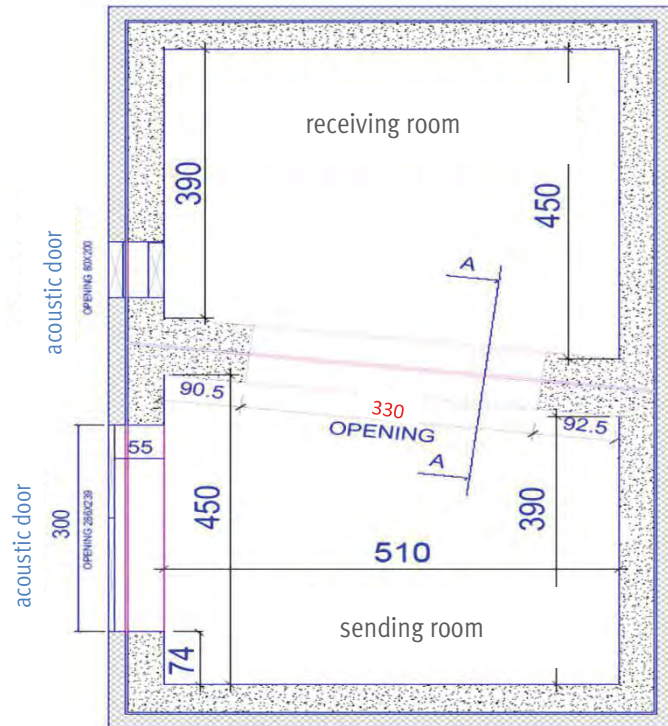 receiving room
390
450
acoustic door
OPENING 80X200
A
90.5
330
OPENING
92.5
A
55
300
acoustic door
OPENING 286X239
450
390
510
74
sending room